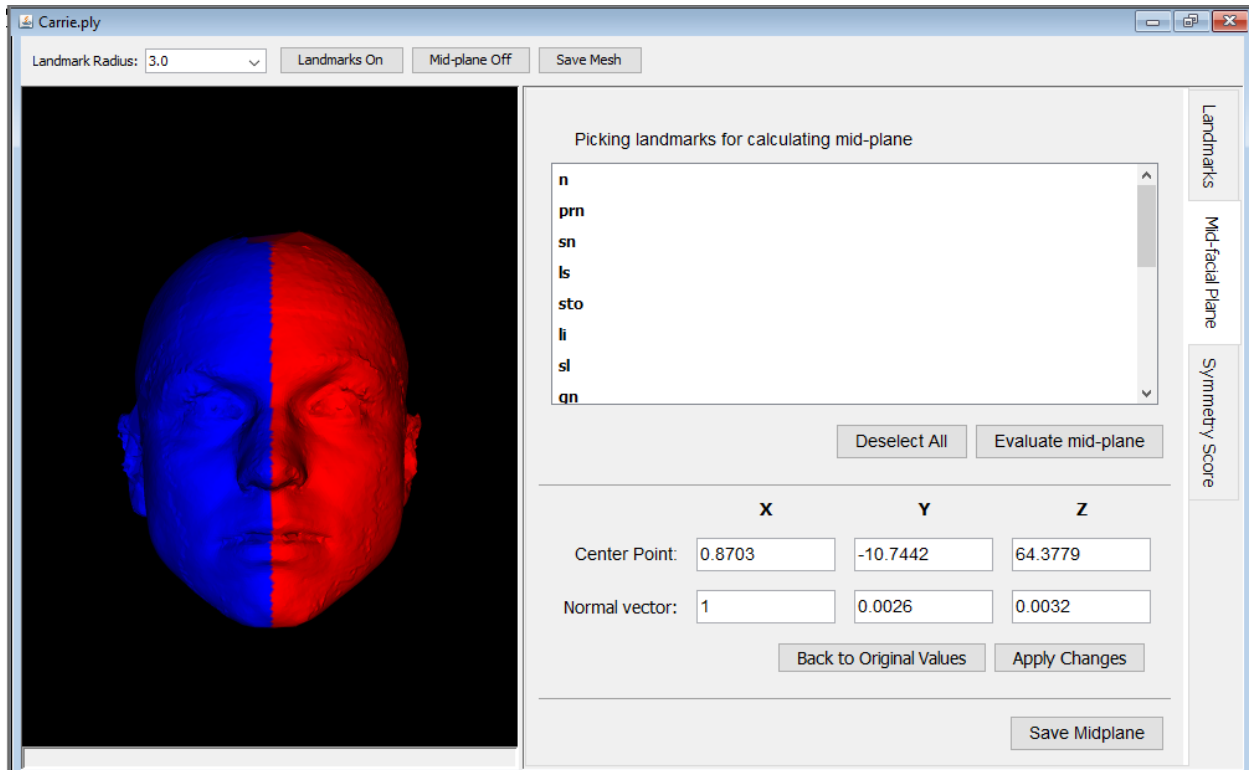 Carrie.ply
Landmark Radius: 3.0 Landmarks On Mid-plane Off Save Mesh
Picking landmarks for calculating mid-plane
n
prn
sn
ls
sto
li
sl
gn
Deselect All Evaluate mid-plane
X Y Z
Center Point: 0.8703 -10.7442 64.3779
Normal vector: 1 0.0026 0.0032
Back to Original Values Apply Changes
Save Midplane
Landmarks
Mid-facial Plane
Symmetry Score